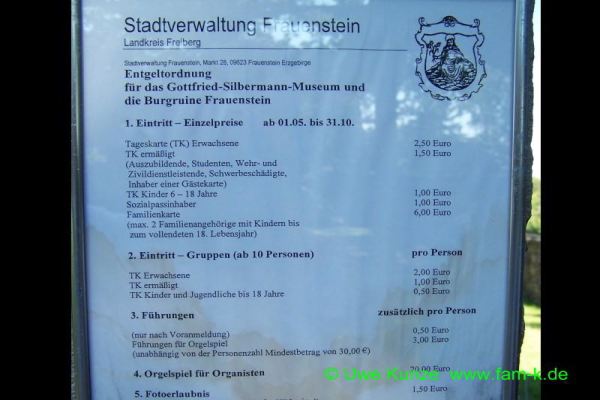 Stadtverwaltung Frauenstein
Landkreis Freiberg
Stadtverwaltung Frauenstein, Markt 28, 09623 Frauenstein Erzgebirge
Entgeltordnung
für das Gottfried-Silbermann-Museum und
die Burgruine Frauenstein
1. Eintritt – Einzelpreise ab 01.05. bis 31.10.
Tageskarte (TK) Erwachsene 2,50 Euro
TK ermäßigt 1,50 Euro
(Auszubildende, Studenten, Wehr- und
Zivildienstleistende, Schwerbeschädigte,
Inhaber einer Gästekarte)
TK Kinder 6 – 18 Jahre 1,00 Euro
Sozialpassinhaber 1,00 Euro
Familienkarte 6,00 Euro
(max. 2 Familienangehörige mit Kindern bis
zum vollendeten 18. Lebensjahr)
2. Eintritt – Gruppen (ab 10 Personen) pro Person
TK Erwachsene 2,00 Euro
TK ermäßigt 1,00 Euro
TK Kinder und Jugendliche bis 18 Jahre 0,50 Euro
3. Führungen zusätzlich pro Person
(nur nach Voranmeldung) 0,50 Euro
Führungen für Orgelspiel 3,00 Euro
(unabhängig von der Personenzahl Mindestbetrag von 30,00 €)
4. Orgelspiel für Organisten 20,00 Euro
5. Fotoerlaubnis 1,50 Euro
© Uwe Kunze www.fam-k.de